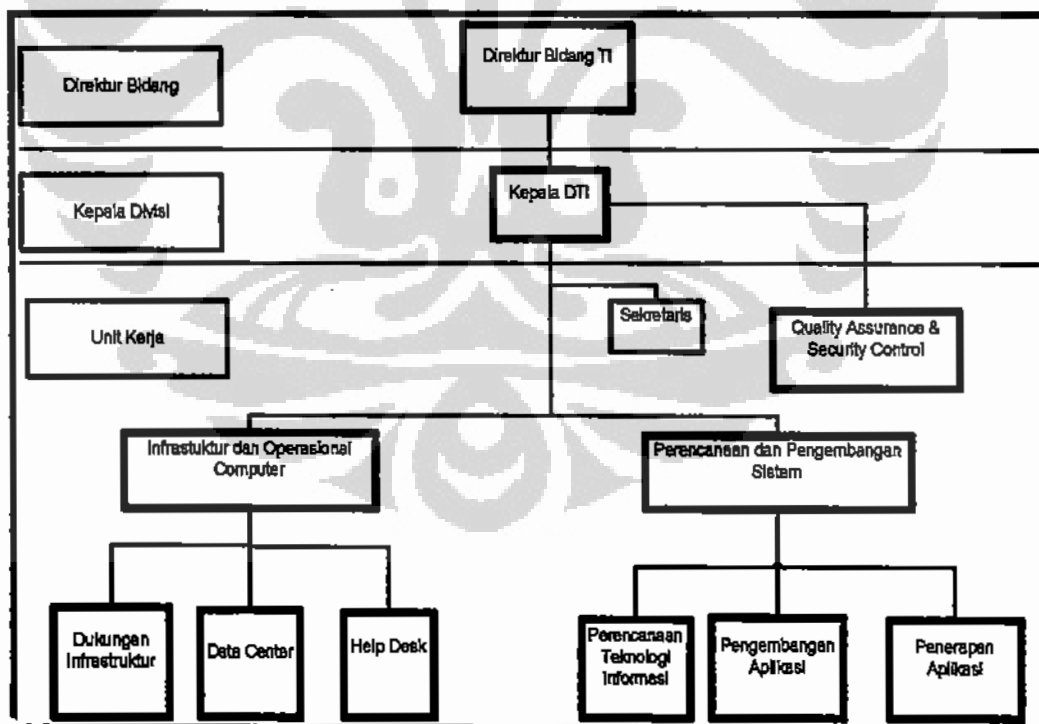 Direktur Bidang
Direktur Bidang TI
Kepala Divisi
Kepala DTI
Unit Kerja
Sekretaris
Quality Assurance &
Security Control
Infrastuktur dan Operasional
Computer
Perencanaan dan Pengembangan
Sistem
Dukungan
Infrastruktur
Data Center
Help Desk
Perencanaan
Teknologi
Informasi
Pengembangan
Aplikasi
Penerapan
Aplikasi